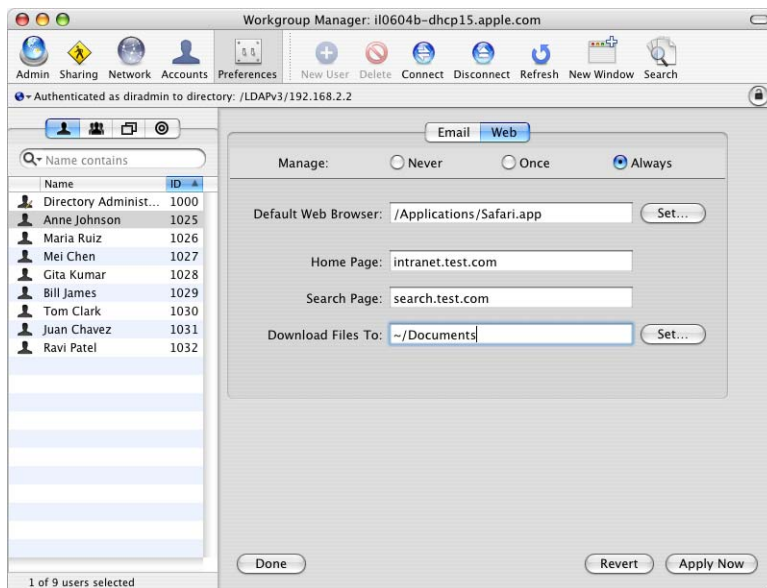 Workgroup Manager: il0604b-dhcp15.apple.com
Admin Sharing Network Accounts Preferences New User Delete Connect Disconnect Refresh New Window Search
Authenticated as diradmin to directory: /LDAPv3/192.168.2.2
Name contains
Name ID
Directory Administ... 1000
Anne Johnson 1025
Maria Ruiz 1026
Mei Chen 1027
Gita Kumar 1028
Bill James 1029
Tom Clark 1030
Juan Chavez 1031
Ravi Patel 1032
1 of 9 users selected
Email Web
Manage: Never Once Always
Default Web Browser: /Applications/Safari.app Set...
Home Page: intranet.test.com
Search Page: search.test.com
Download Files To: ~/Documents Set...
Done Revert Apply Now